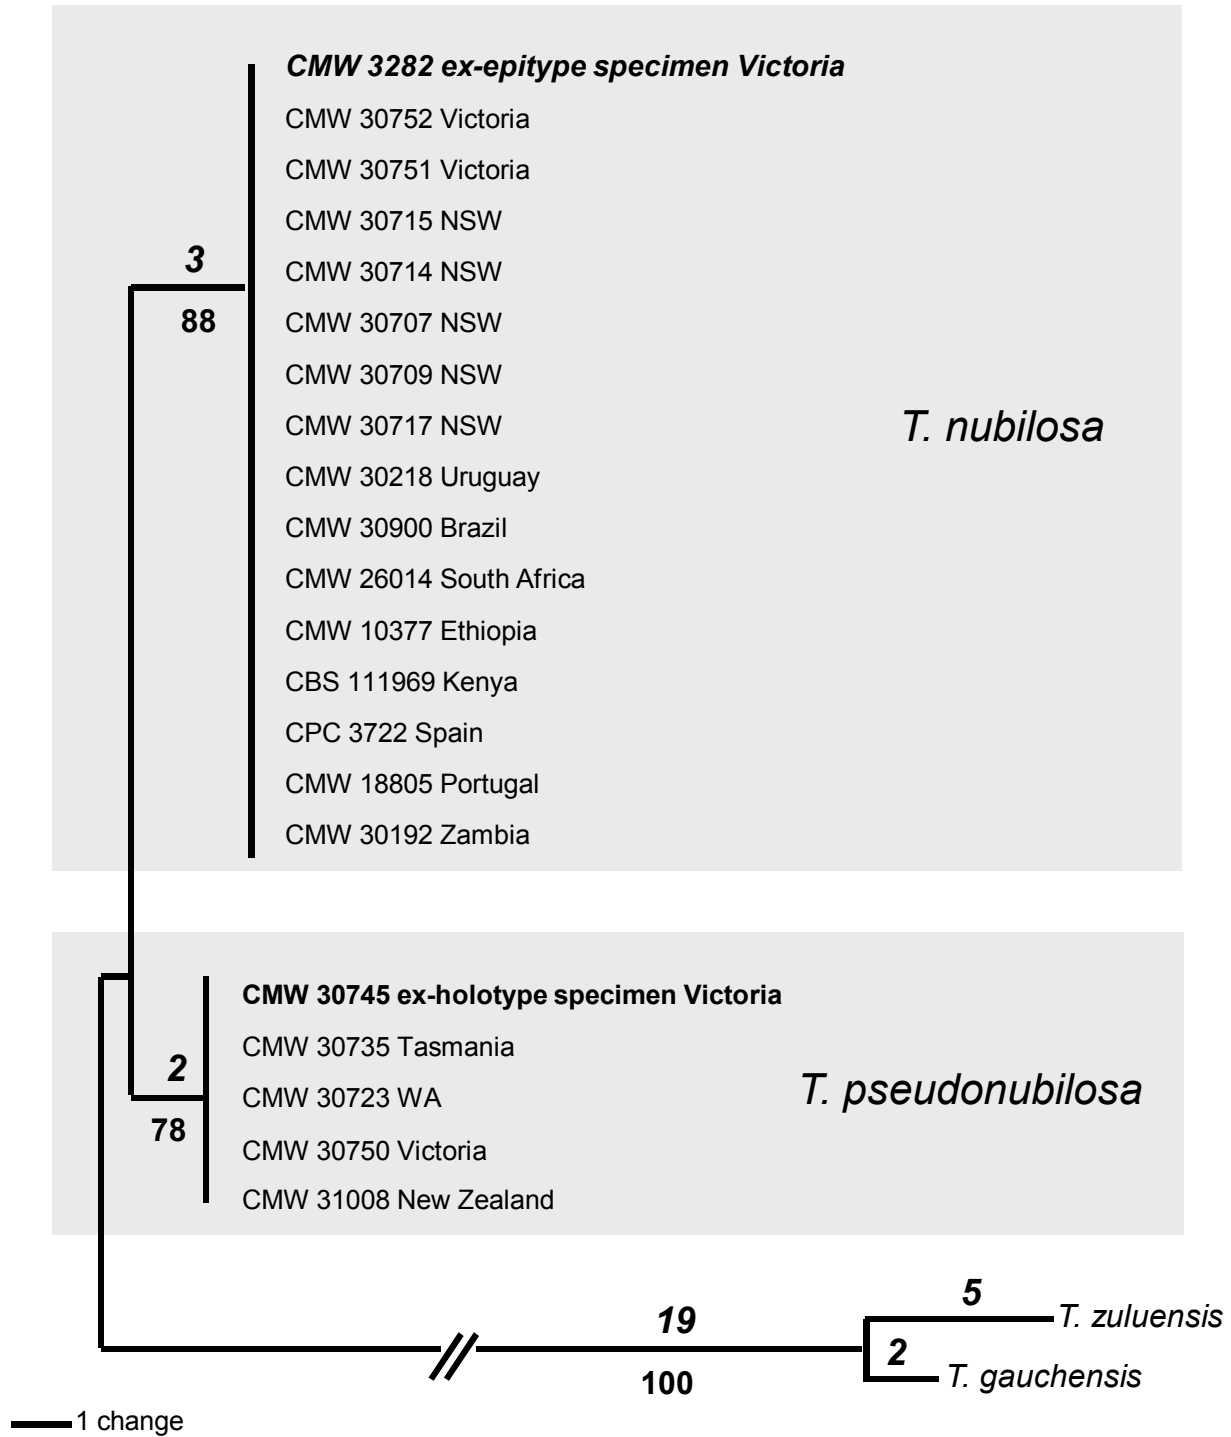 CMW 3282 ex-epitype specimen Victoria
CMW 30752 Victoria
CMW 30751 Victoria
CMW 30715 NSW
3
CMW 30714 NSW
88
CMW 30707 NSW
CMW 30709 NSW
CMW 30717 NSW
T. nubilosa
CMW 30218 Uruguay
CMW 30900 Brazil
CMW 26014 South Africa
CMW 10377 Ethiopia
CBS 111969 Kenya
CPC 3722 Spain
CMW 18805 Portugal
CMW 30192 Zambia
CMW 30745 ex-holotype specimen Victoria
CMW 30735 Tasmania
2
CMW 30723 WA
T. pseudonubilosa
78
CMW 30750 Victoria
CMW 31008 New Zealand
5
T. zuluensis
19
2
100
T. gauchensis
1 change